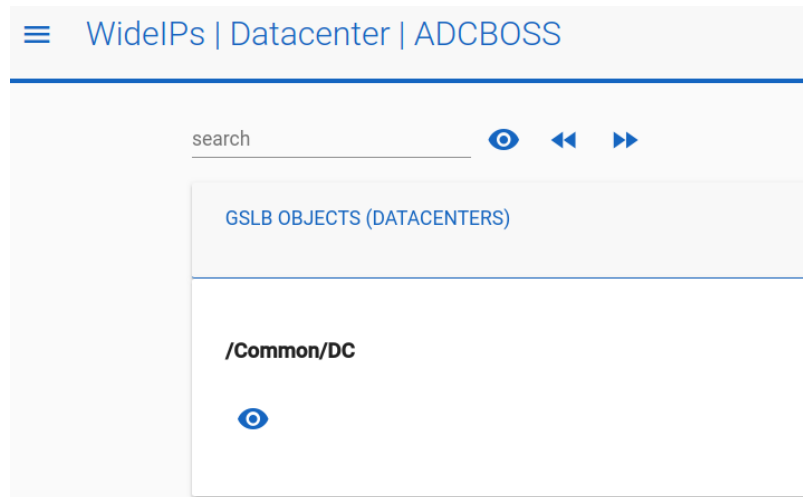 WideIPs | Datacenter | ADCBOSS
search
GSLB OBJECTS (DATACENTERS)
/Common/DC